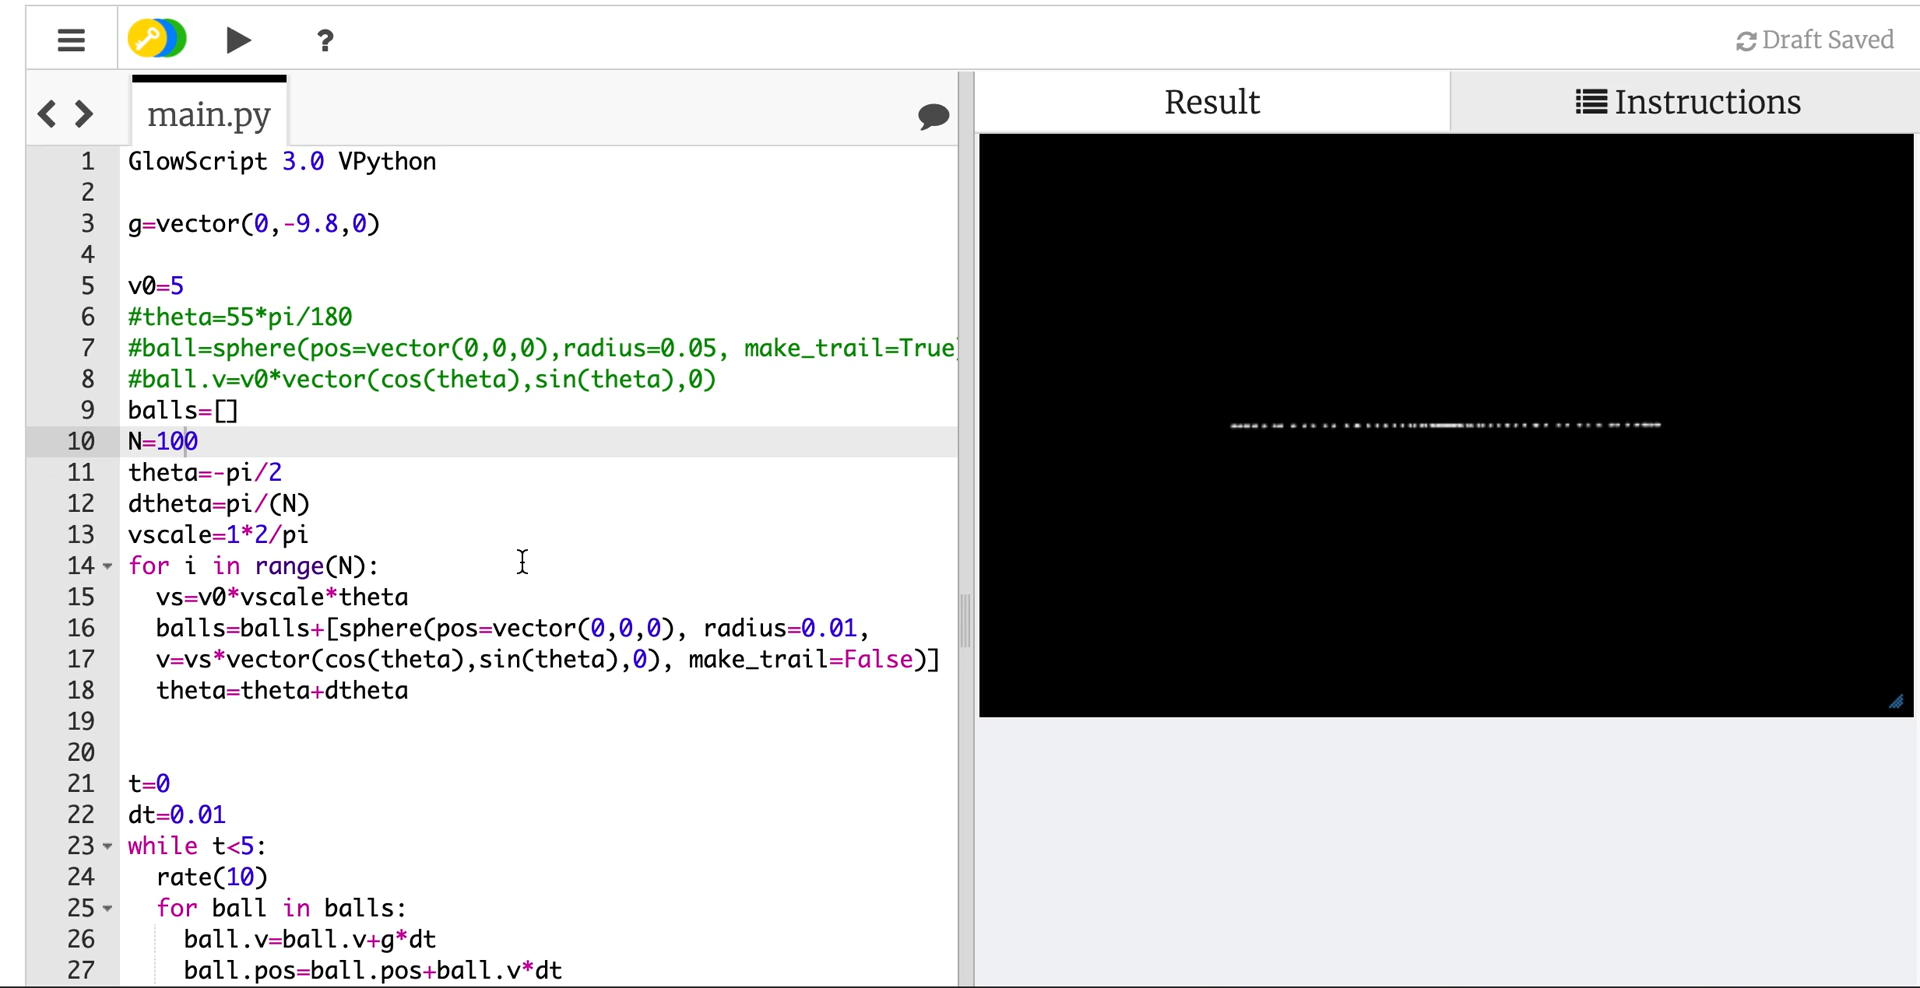 ?
Draft Saved
main.py
Result
Instructions
1 GlowScript 3.0 VPython
2
3 g=vector(0,-9.8,0)
4
5 v0=5
6 #theta=55*pi/180
7 #ball=sphere(pos=vector(0,0,0),radius=0.05, make_trail=True)
8 #ball.v=v0*vector(cos(theta),sin(theta),0)
9 balls=[]
10 N=100
11 theta=-pi/2
12 dtheta=pi/(N)
13 vscale=1*2/pi
14 for i in range(N):
15 vs=v0*vscale*theta
16 balls=balls+[sphere(pos=vector(0,0,0), radius=0.01,
17 v=vs*vector(cos(theta),sin(theta),0), make_trail=False)]
18 theta=theta+dtheta
19
20
21 t=0
22 dt=0.01
23 while t<5:
24 rate(10)
25 for ball in balls:
26 ball.v=ball.v+g*dt
27 ball.pos=ball.pos+ball.v*dt